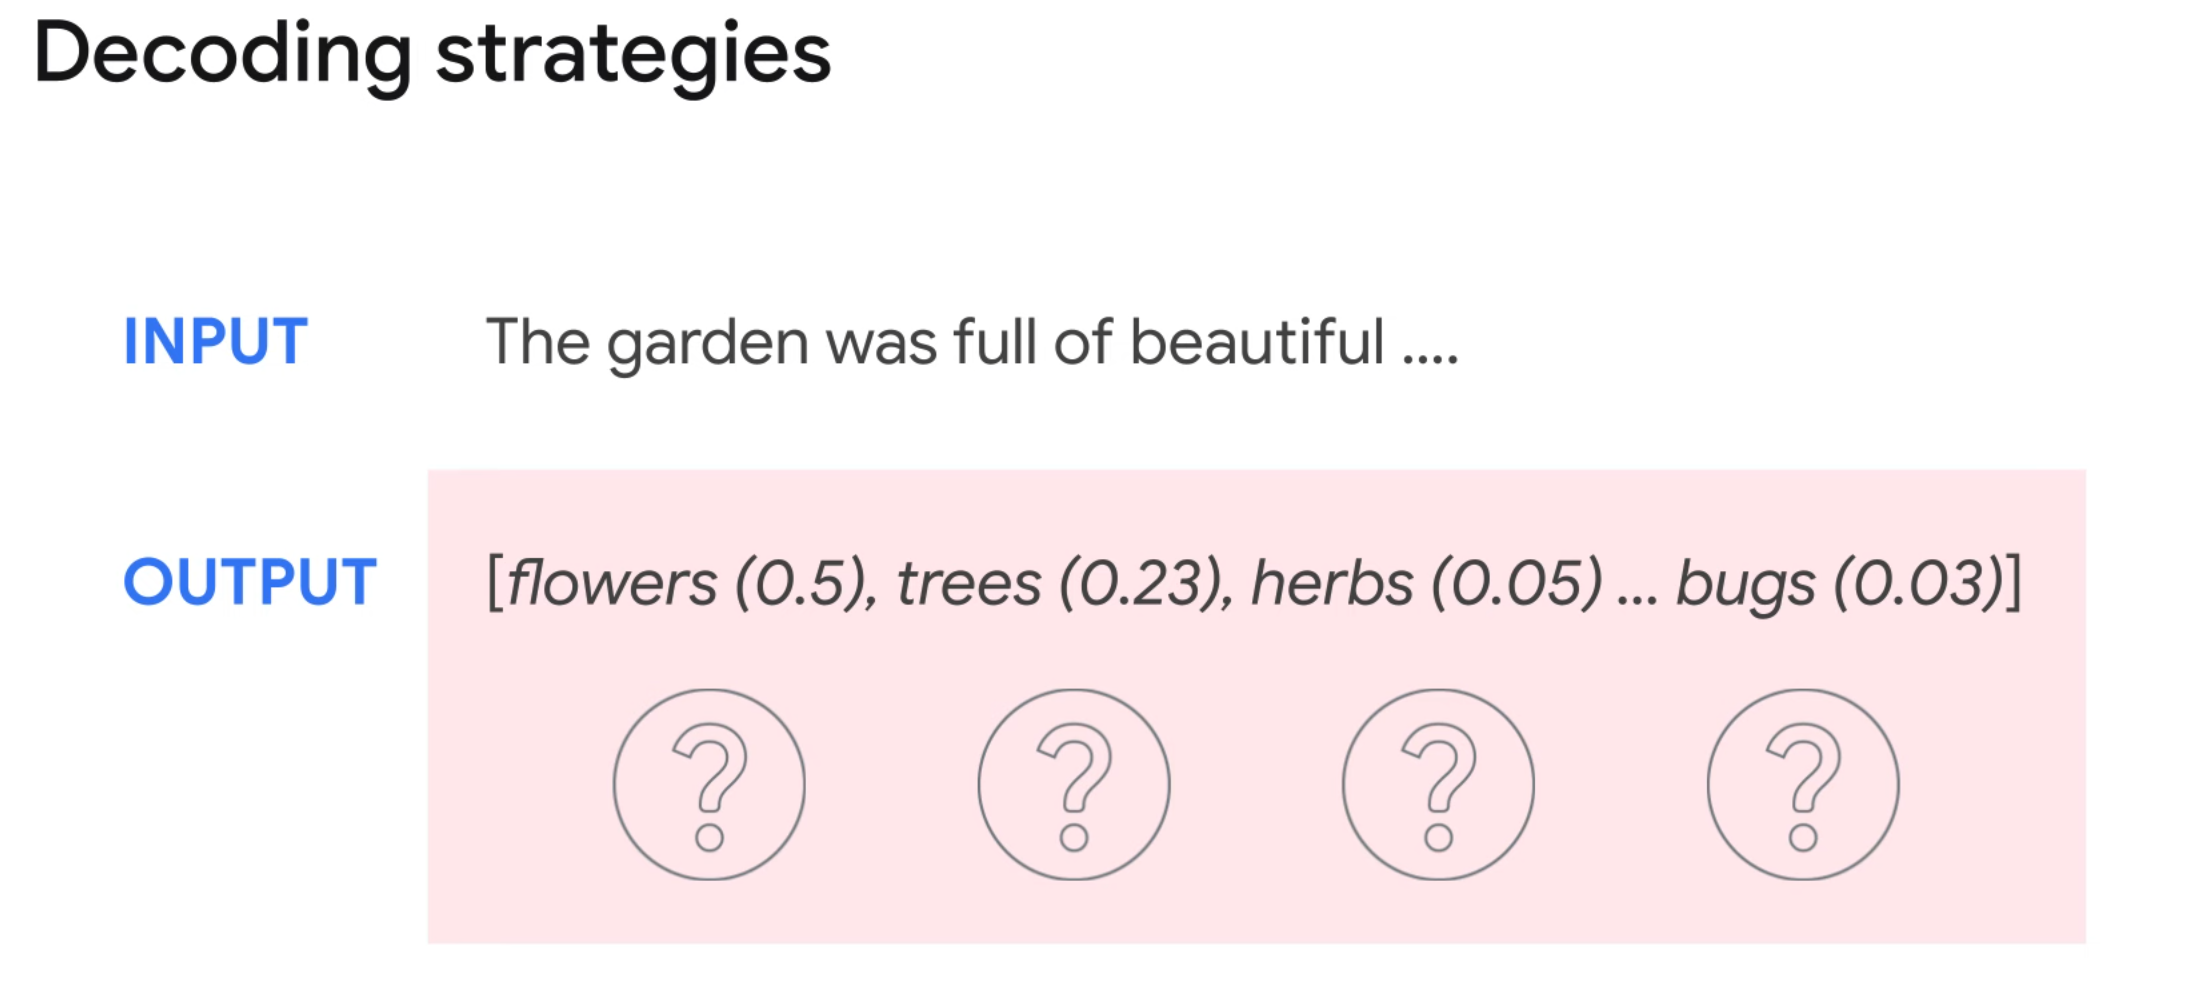 Decoding strategies
INPUT
The garden was full of beautiful ....
OUTPUT
[flowers (0.5), trees (0.23), herbs (0.05) ... bugs (0.03)]
? ? ? ?